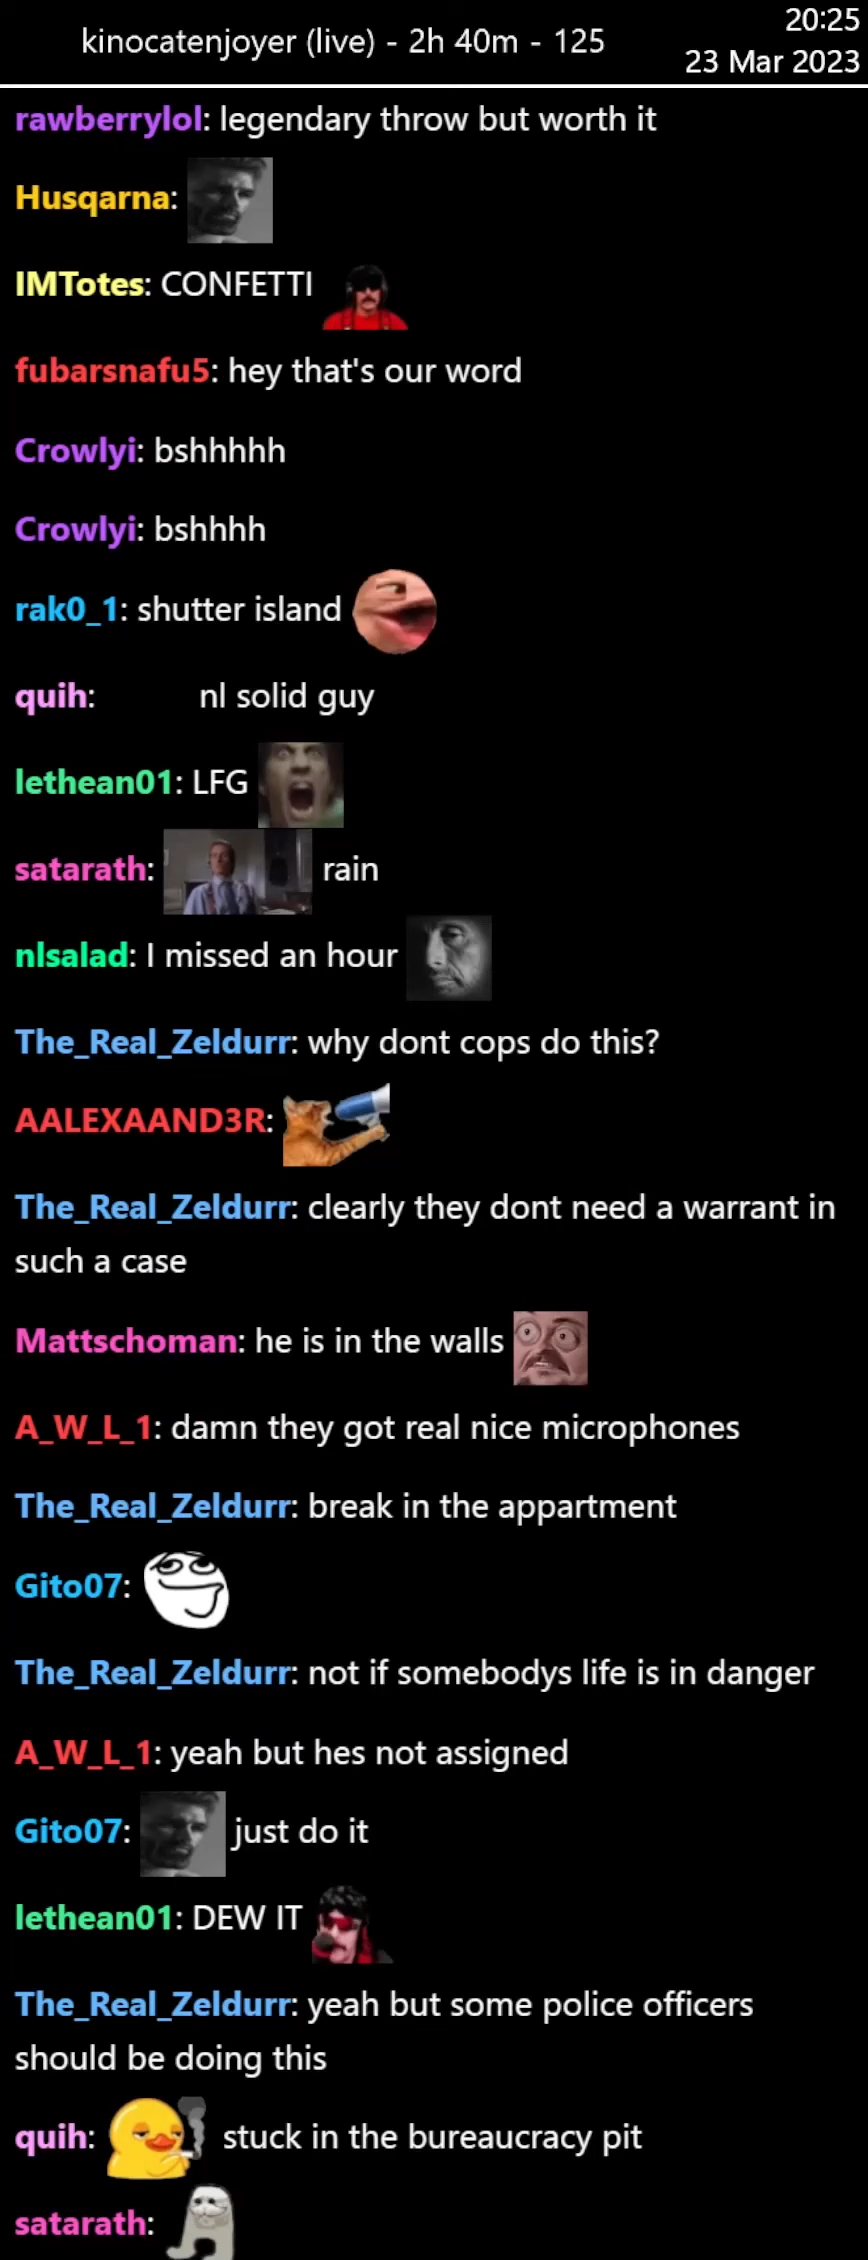 kinocatenjoyer (live) - 2h 40m - 125
20:25
23 Mar 2023
rawberrylol: legendary throw but worth it
Husqarna:
IMTotes: CONFETTI
fubarsnafu5: hey that's our word
Crowlyi: bshhhhh
Crowlyi: bshhhh
rak0_1: shutter island
quih: nl solid guy
lethean01: LFG
satarath: rain
nlsalad: I missed an hour
The_Real_Zeldurr: why dont cops do this?
AALEXAAND3R:
The_Real_Zeldurr: clearly they dont need a warrant in
such a case
Mattschoman: he is in the walls
A_W_L_1: damn they got real nice microphones
The_Real_Zeldurr: break in the appartment
Gito07:
The_Real_Zeldurr: not if somebodys life is in danger
A_W_L_1: yeah but hes not assigned
Gito07: just do it
lethean01: DEW IT
The_Real_Zeldurr: yeah but some police officers
should be doing this
quih: stuck in the bureaucracy pit
satarath: